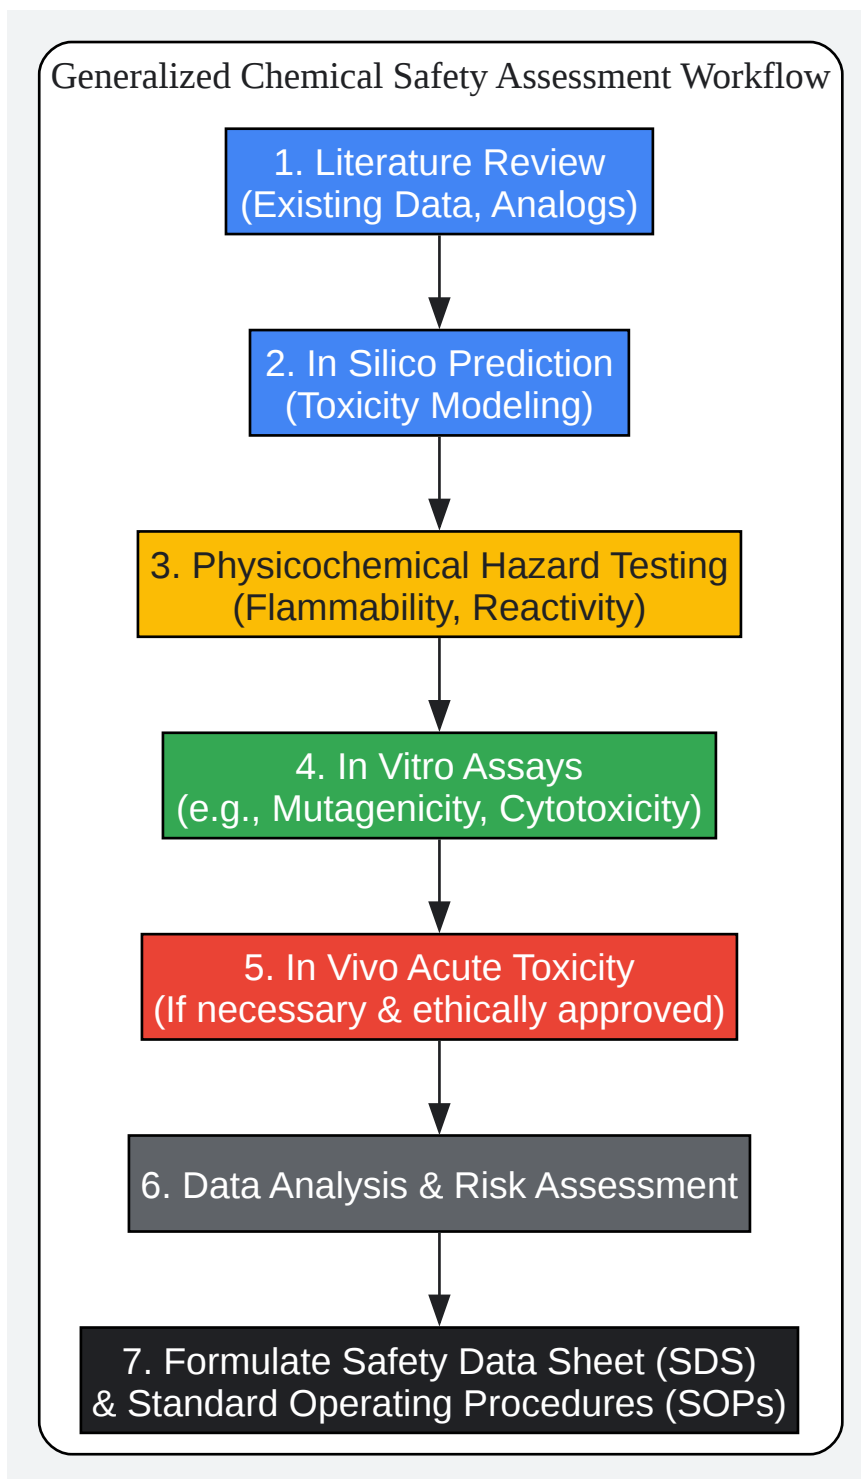 Generalized Chemical Safety Assessment Workflow
1. Literature Review
(Existing Data, Analogs)
2. In Silico Prediction
(Toxicity Modeling)
3. Physicochemical Hazard Testing
(Flammability, Reactivity)
4. In Vitro Assays
(e.g., Mutagenicity, Cytotoxicity)
5. In Vivo Acute Toxicity
(If necessary & ethically approved)
6. Data Analysis & Risk Assessment
7. Formulate Safety Data Sheet (SDS)
& Standard Operating Procedures (SOPs)